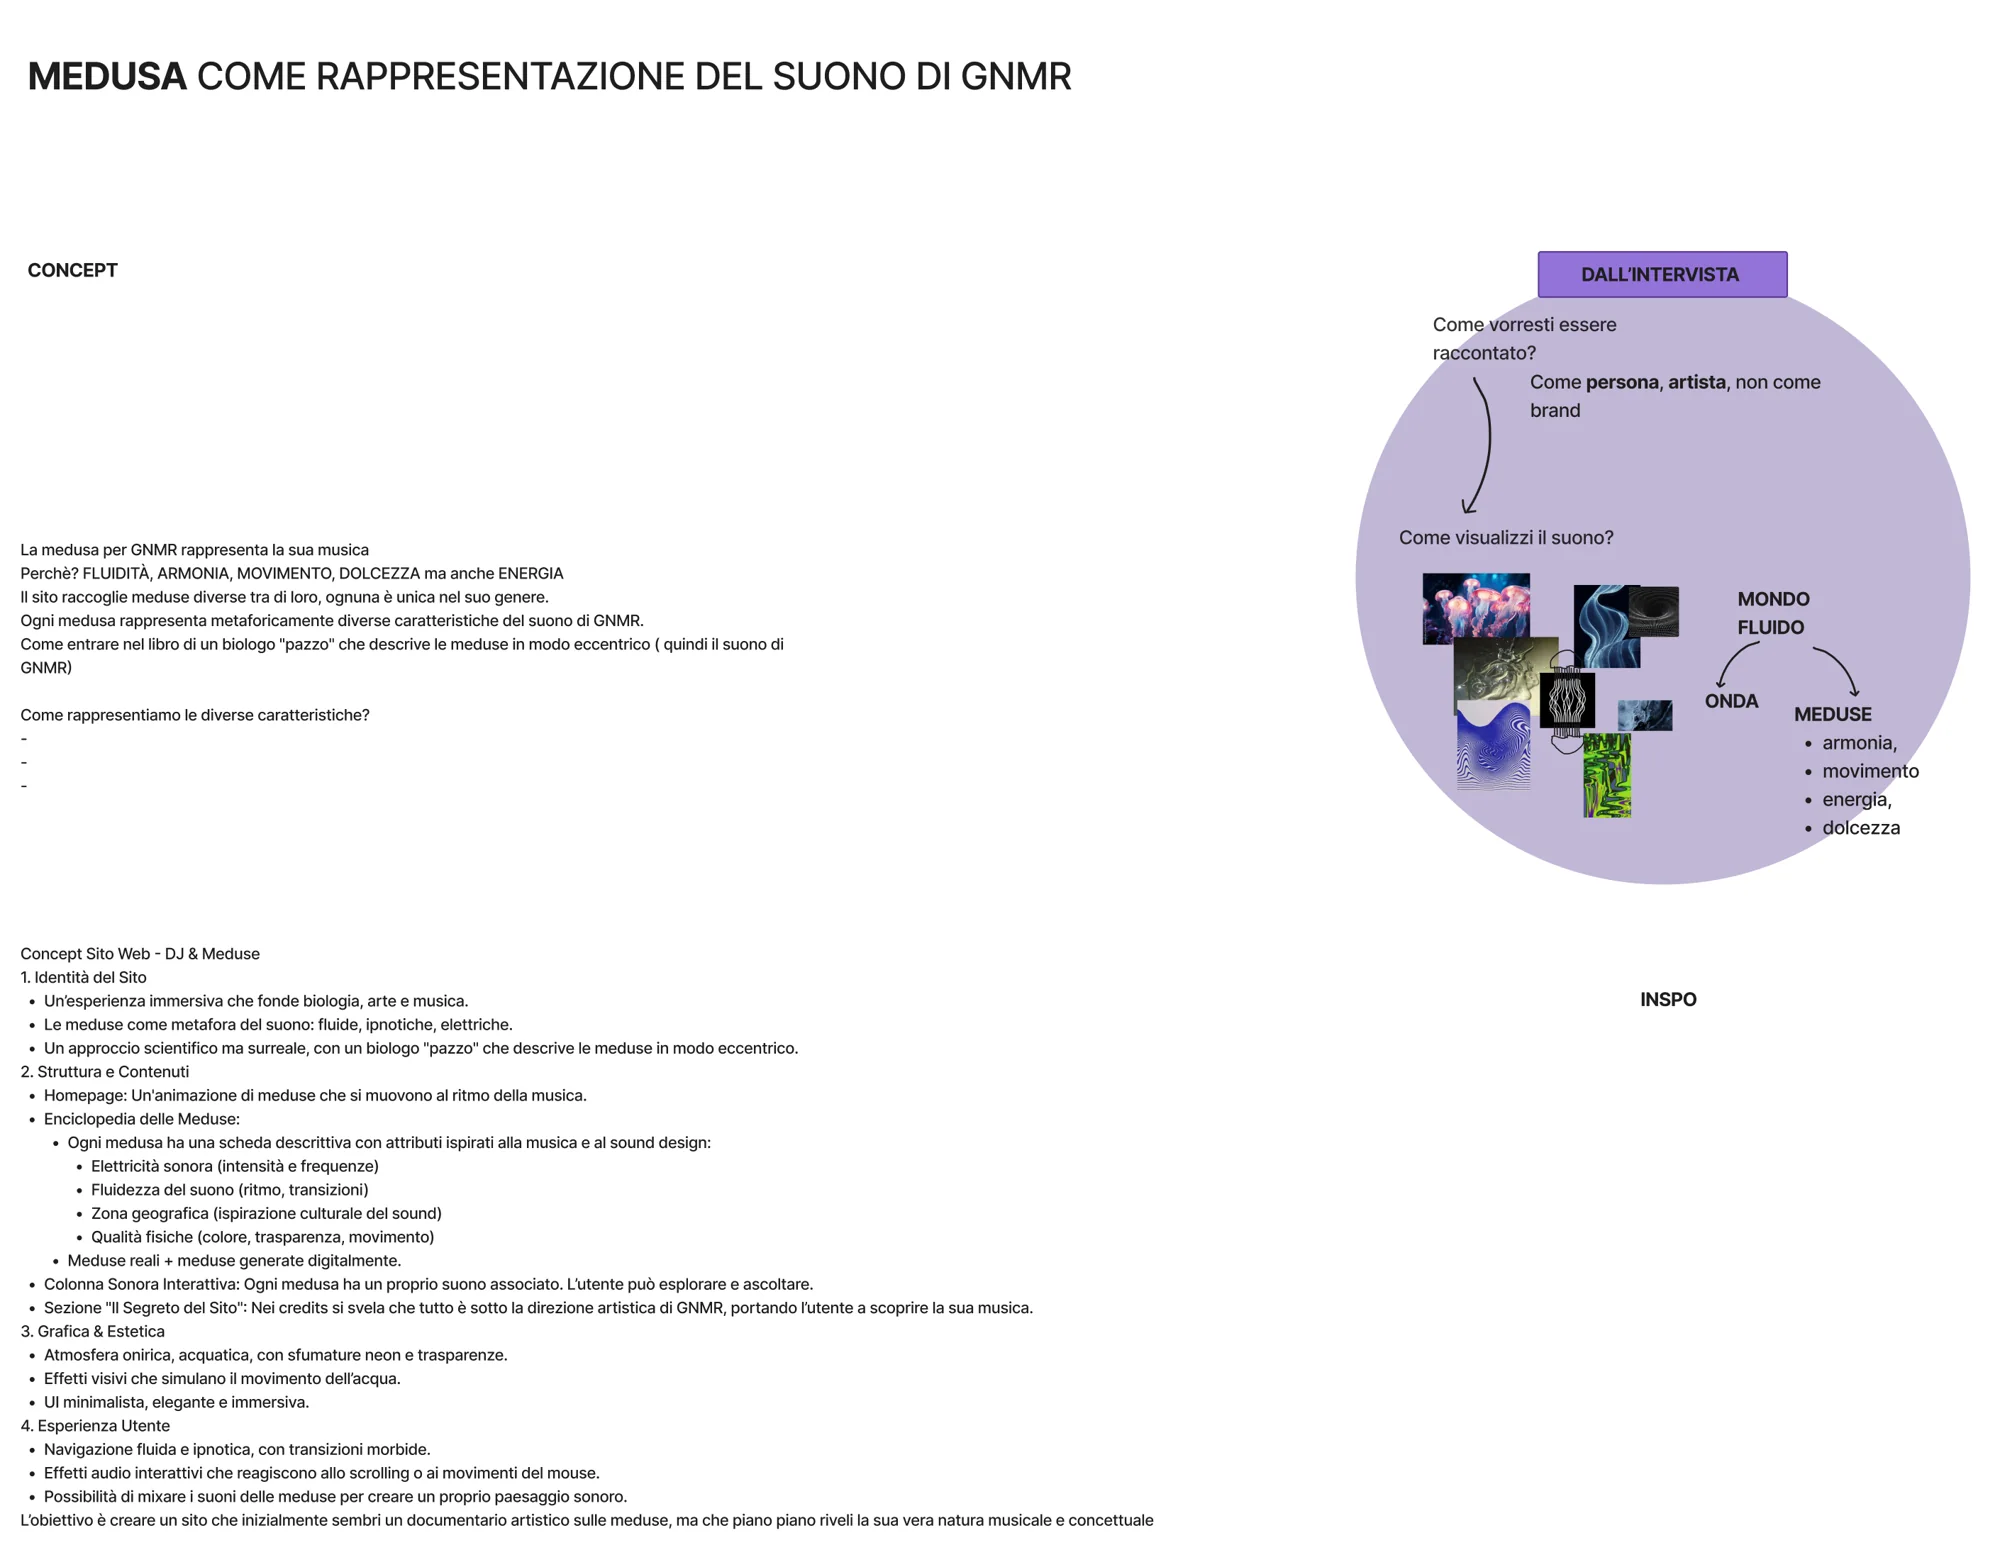 MEDUSA COME RAPPRESENTAZIONE DEL SUONO DI GNMR
CONCEPT
La medusa per GNMR rappresenta la sua musica
Perchè? FLUIDITÀ, ARMONIA, MOVIMENTO, DOLCEZZA ma anche ENERGIA
Il sito raccoglie meduse diverse tra di loro, ognuna è unica nel suo genere.
Ogni medusa rappresenta metaforicamente diverse caratteristiche del suono di GNMR.
Come entrare nel libro di un biologo "pazzo" che descrive le meduse in modo eccentrico ( quindi il suono di
GNMR)
Come rappresentiamo le diverse caratteristiche?
-
-
-
DALL'INTERVISTA
Come vorresti essere
raccontato?
Come persona, artista, non come
brand
Come visualizzi il suono?
MONDO
FLUIDO
ONDA
MEDUSE
• armonia,
• movimento
• energia,
• dolcezza
Concept Sito Web - DJ & Meduse
1. Identità del Sito
• Un'esperienza immersiva che fonde biologia, arte e musica.
• Le meduse come metafora del suono: fluide, ipnotiche, elettriche.
• Un approccio scientifico ma surreale, con un biologo "pazzo" che descrive le meduse in modo eccentrico.
2. Struttura e Contenuti
• Homepage: Un'animazione di meduse che si muovono al ritmo della musica.
• Enciclopedia delle Meduse:
• Ogni medusa ha una scheda descrittiva con attributi ispirati alla musica e al sound design:
• Elettricità sonora (intensità e frequenze)
• Fluidezza del suono (ritmo, transizioni)
• Zona geografica (ispirazione culturale del sound)
• Qualità fisiche (colore, trasparenza, movimento)
• Meduse reali + meduse generate digitalmente.
• Colonna Sonora Interattiva: Ogni medusa ha un proprio suono associato. L'utente può esplorare e ascoltare.
• Sezione "Il Segreto del Sito": Nei credits si svela che tutto è sotto la direzione artistica di GNMR, portando l'utente a scoprire la sua musica.
3. Grafica & Estetica
• Atmosfera onirica, acquatica, con sfumature neon e trasparenze.
• Effetti visivi che simulano il movimento dell'acqua.
• UI minimalista, elegante e immersiva.
4. Esperienza Utente
• Navigazione fluida e ipnotica, con transizioni morbide.
• Effetti audio interattivi che reagiscono allo scrolling o ai movimenti del mouse.
• Possibilità di mixare i suoni delle meduse per creare un proprio paesaggio sonoro.
L'obiettivo è creare un sito che inizialmente sembri un documentario artistico sulle meduse, ma che piano piano riveli la sua vera natura musicale e concettuale
INSPO